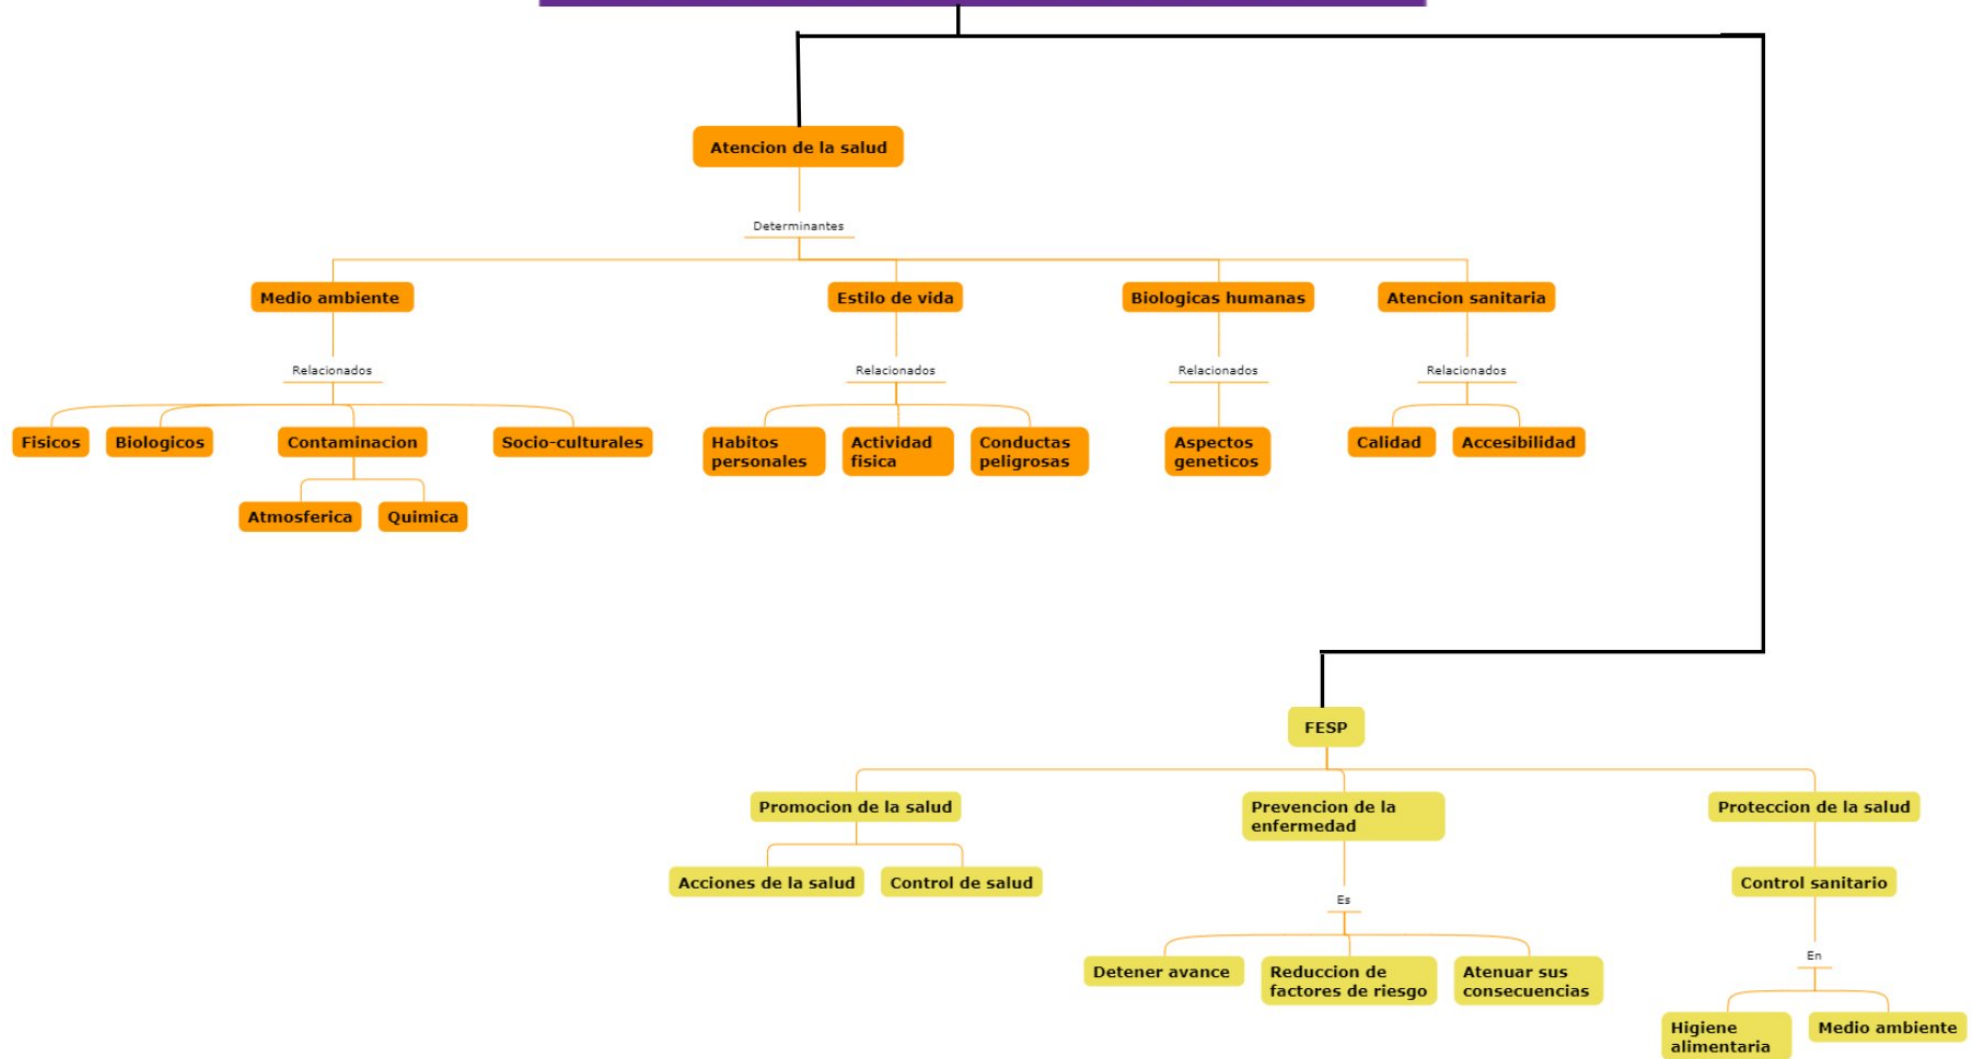 Atencion de la salud
Determinantes
Medio ambiente
Estilo de vida
Biologicas humanas
Atencion sanitaria
Relacionados
Relacionados
Relacionados
Relacionados
Fisicos
Biologicos
Contaminacion
Socio-culturales
Habitos
personales
Actividad
fisica
Conductas
peligrosas
Aspectos
geneticos
Calidad
Accesibilidad
Atmosferica
Quimica
FESP
Promocion de la salud
Prevencion de la
enfermedad
Proteccion de la salud
Acciones de la salud
Control de salud
Control sanitario
Es
En
Detener avance
Reduccion de
factores de riesgo
Atenuar sus
consecuencias
Higiene
alimentaria
Medio ambiente